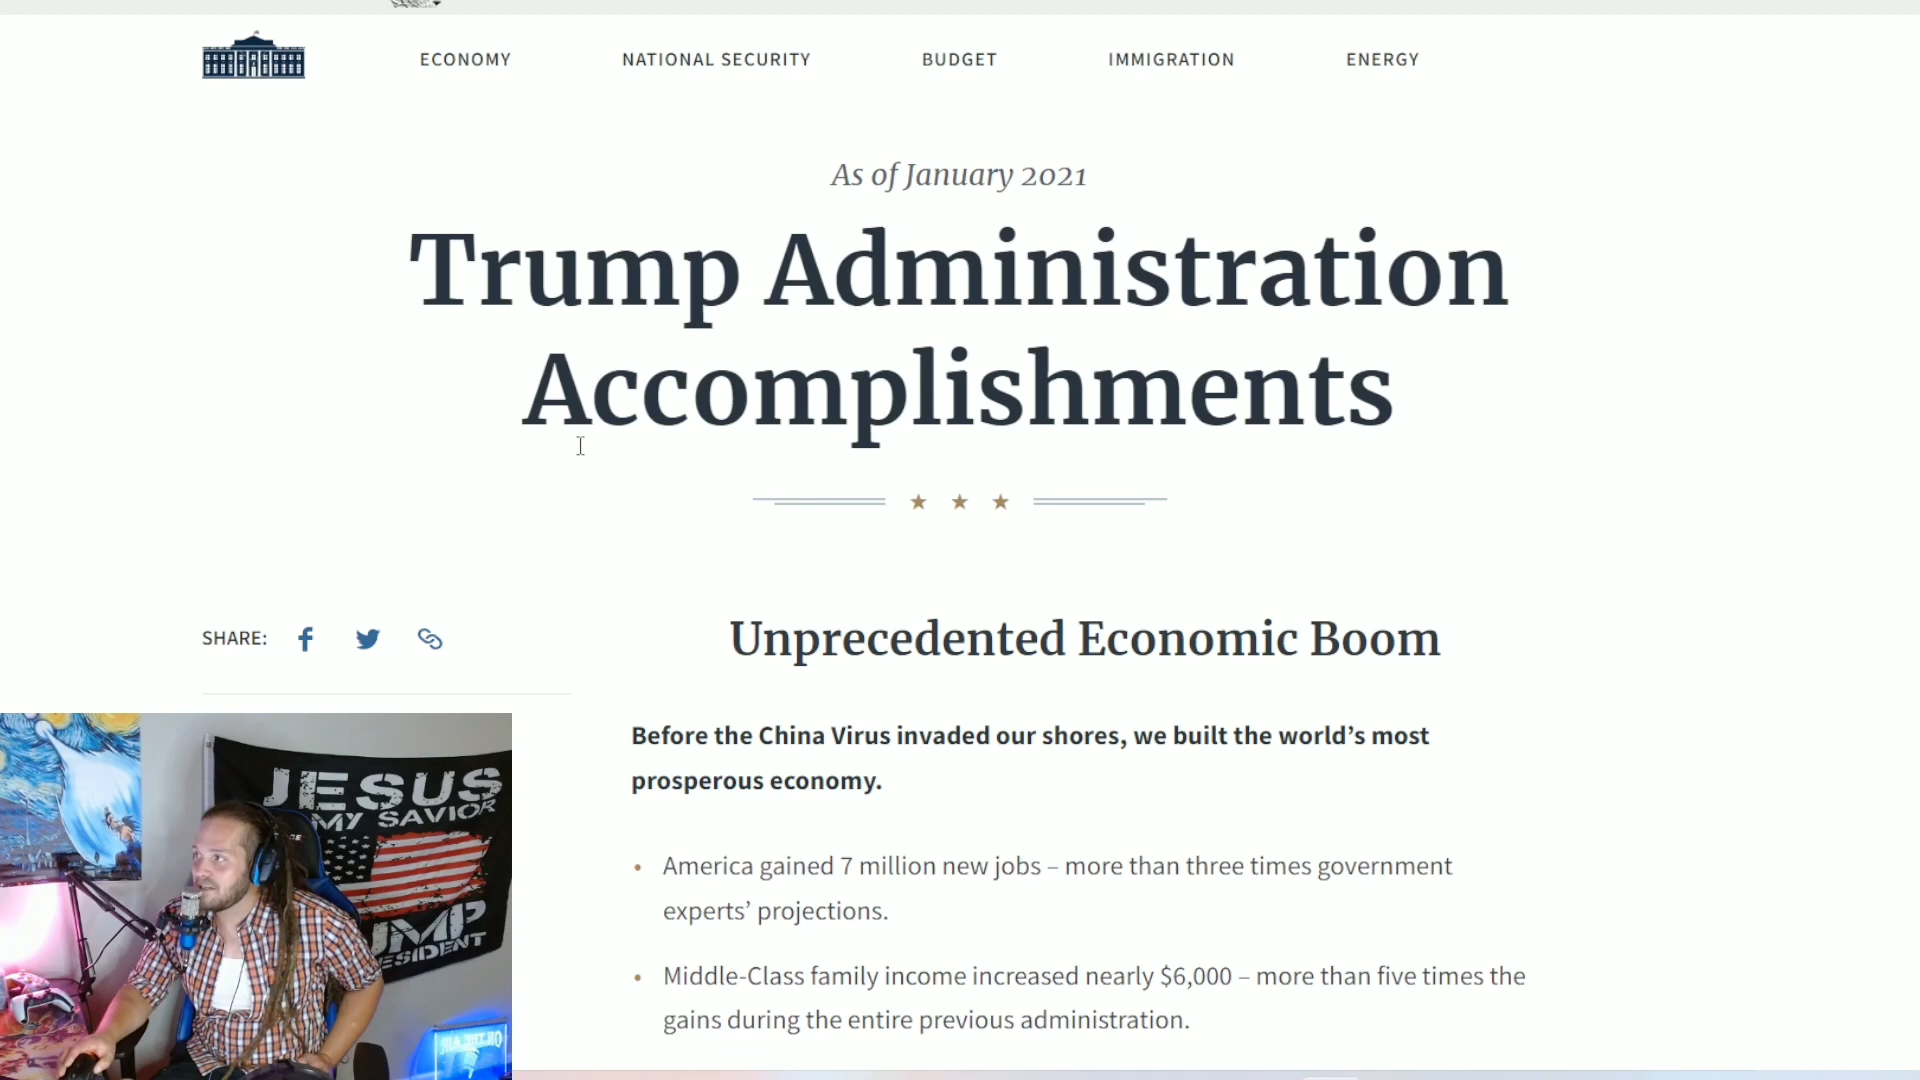 ECONOMY NATIONAL SECURITY BUDGET IMMIGRATION ENERGY
As of January 2021
Trump Administration
Accomplishments
SHARE:
Unprecedented Economic Boom
Before the China Virus invaded our shores, we built the world’s most
prosperous economy.
• America gained 7 million new jobs – more than three times government
experts’ projections.
• Middle-Class family income increased nearly $6,000 – more than five times the
gains during the entire previous administration.
JESUS
MY SAVIOR
UMP
ESIDENT